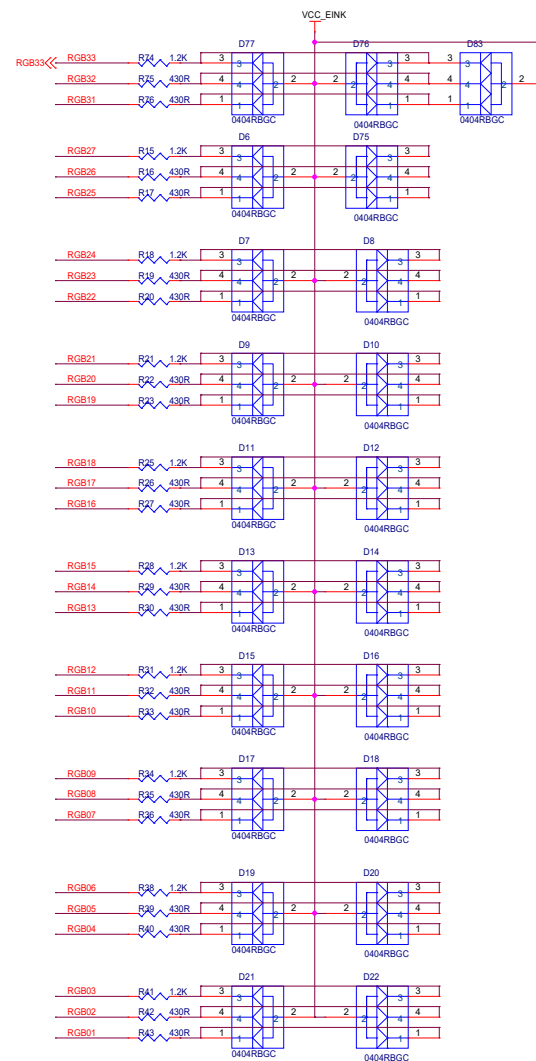 VCC_EINK
D77 D76 D83
RGB33 RGB33 R74 1.2K 3 3 3 3 3 3
RGB32 R75 430R 4 4 2 2 2 2 4 4 4 4 2 2
RGB31 R76 430R 1 1 1 1 1 1
0404RBGC 0404RBGC 0404RBGC
D6 D75
RGB27 R15 1.2K 3 3 3 3
RGB26 R16 430R 4 4 2 2 2 2 4 4
RGB25 R17 430R 1 1 1 1
0404RBGC 0404RBGC
D7 D8
RGB24 R18 1.2K 3 3 3 3
RGB23 R19 430R 4 4 2 2 2 2 4 4
RGB22 R20 430R 1 1 1 1
0404RBGC 0404RBGC
D9 D10
RGB21 R21 1.2K 3 3 3 3
RGB20 R22 430R 4 4 2 2 2 2 4 4
RGB19 R23 430R 1 1 1 1
0404RBGC 0404RBGC
D11 D12
RGB18 R25 1.2K 3 3 3 3
RGB17 R26 430R 4 4 2 2 2 2 4 4
RGB16 R27 430R 1 1 1 1
0404RBGC 0404RBGC
D13 D14
RGB15 R28 1.2K 3 3 3 3
RGB14 R29 430R 4 4 2 2 2 2 4 4
RGB13 R30 430R 1 1 1 1
0404RBGC 0404RBGC
D15 D16
RGB12 R31 1.2K 3 3 3 3
RGB11 R32 430R 4 4 2 2 2 2 4 4
RGB10 R33 430R 1 1 1 1
0404RBGC 0404RBGC
D17 D18
RGB09 R34 1.2K 3 3 3 3
RGB08 R35 430R 4 4 2 2 2 2 4 4
RGB07 R36 430R 1 1 1 1
0404RBGC 0404RBGC
D19 D20
RGB06 R38 1.2K 3 3 3 3
RGB05 R39 430R 4 4 2 2 2 2 4 4
RGB04 R40 430R 1 1 1 1
0404RBGC 0404RBGC
D21 D22
RGB03 R41 1.2K 3 3 3 3
RGB02 R42 430R 4 4 2 2 2 2 4 4
RGB01 R43 430R 1 1 1 1
0404RBGC 0404RBGC